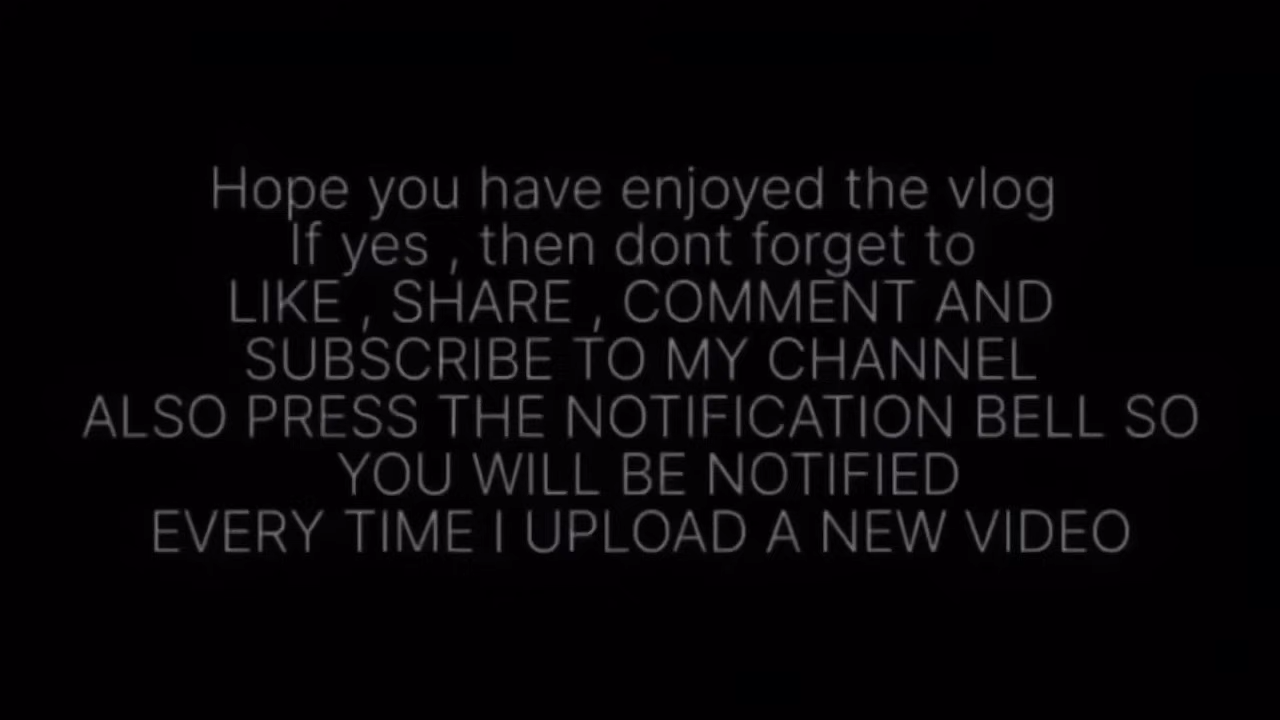 Hope you have enjoyed the vlog
If yes , then dont forget to
LIKE , SHARE , COMMENT AND
SUBSCRIBE TO MY CHANNEL
ALSO PRESS THE NOTIFICATION BELL SO
YOU WILL BE NOTIFIED
EVERY TIME I UPLOAD A NEW VIDEO